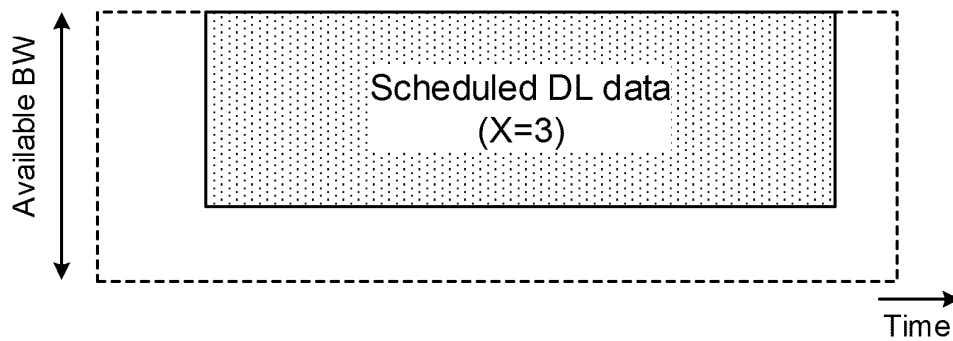 Available BW
Scheduled DL data
(X=3)
Time